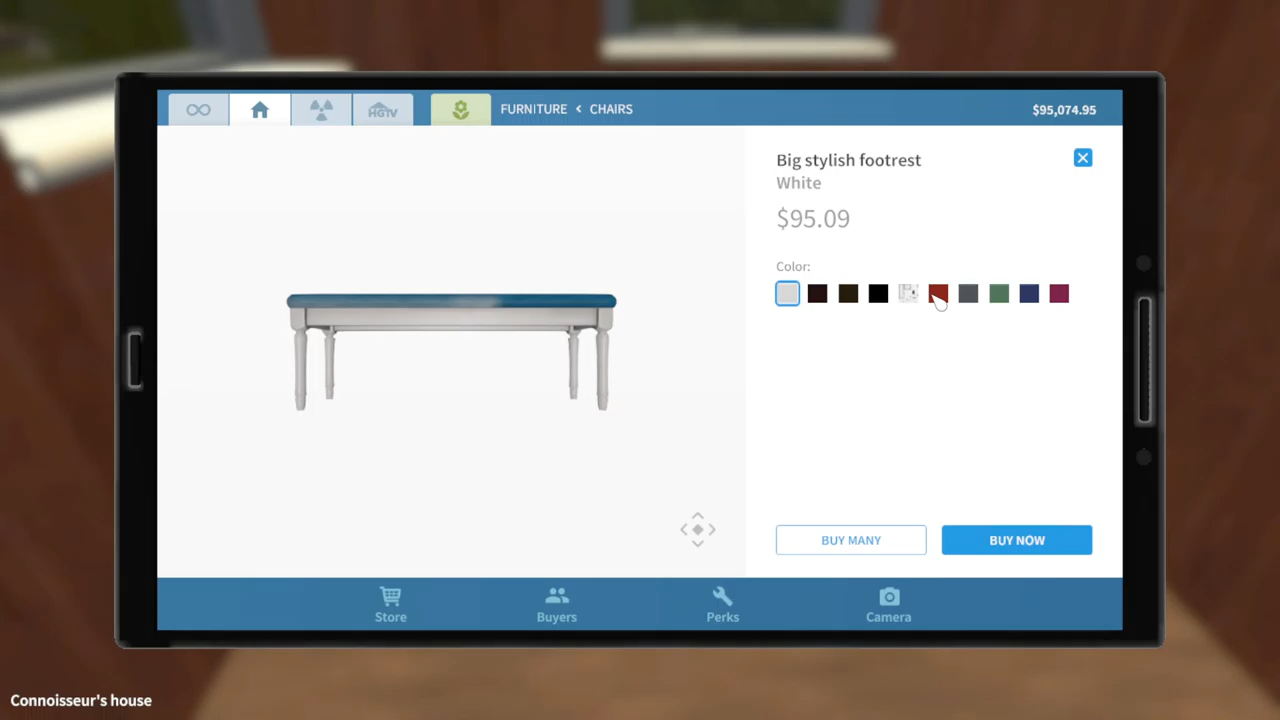 HGTV
FURNITURE < CHAIRS
$95,074.95
Big stylish footrest
White
$95.09
Color:
BUY MANY
BUY NOW
Store
Buyers
Perks
Camera
Connoisseur's house